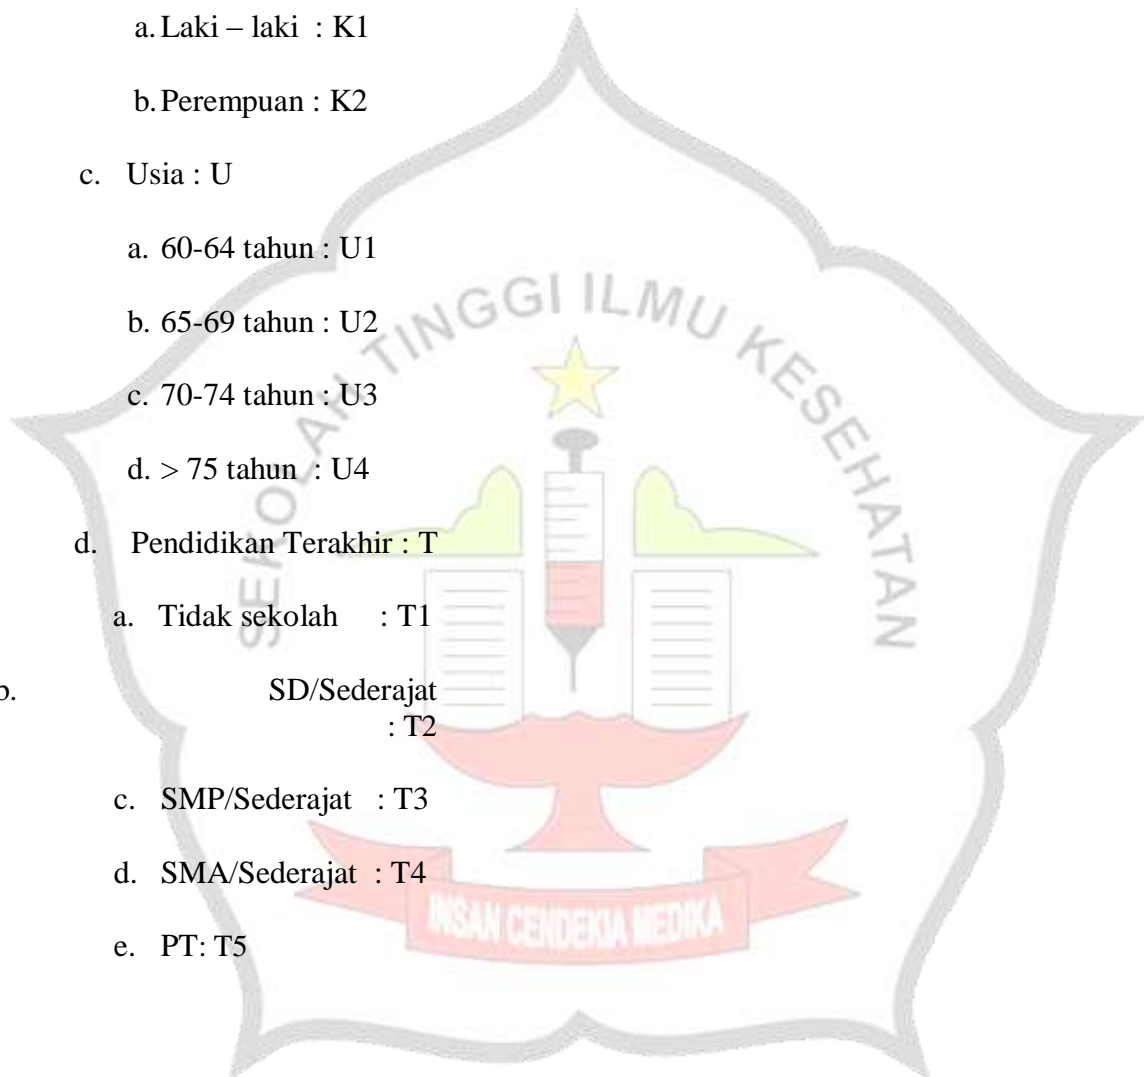 a. Laki – laki : K1
b. Perempuan : K2
c. Usia : U
a. 60-64 tahun : U1
b. 65-69 tahun : U2
c. 70-74 tahun : U3
d. > 75 tahun : U4
d. Pendidikan Terakhir : T
a. Tidak sekolah : T1
b. SD/Sederajat
: T2
c. SMP/Sederajat : T3
d. SMA/Sederajat : T4
e. PT: T5
SEKOLAH TINGGI ILMU KESEHATAN
INSAN CENDEKIA MEDIKA